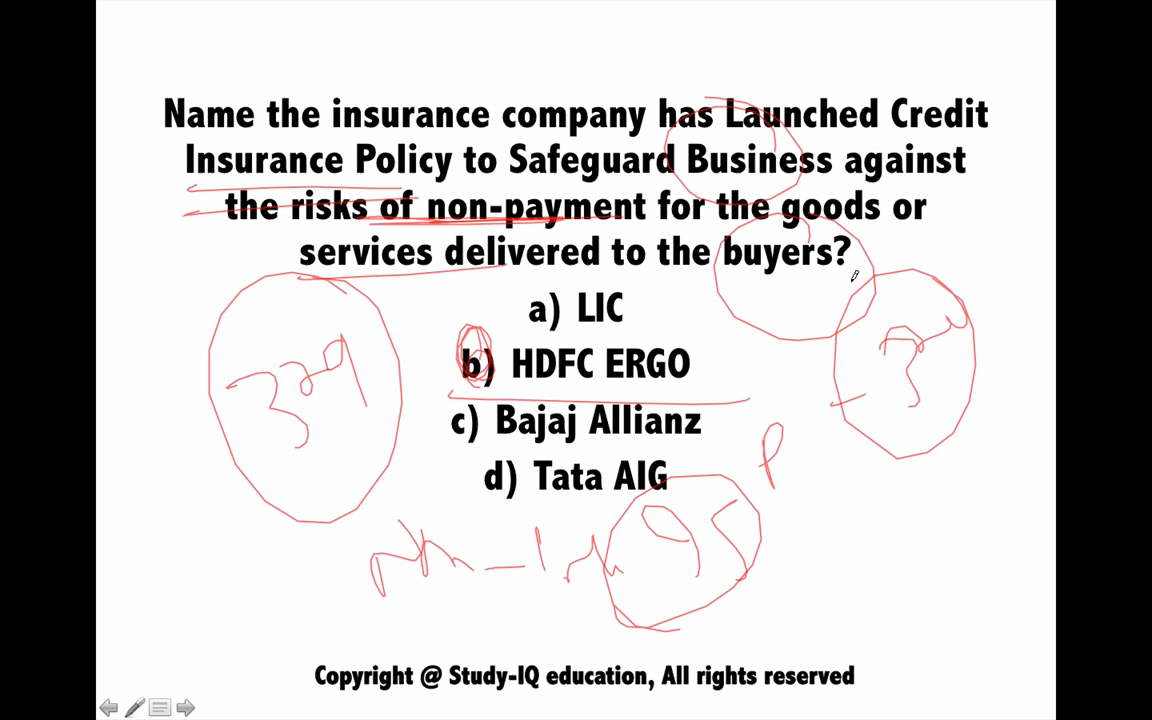 Name the insurance company has Launched Credit
Insurance Policy to Safeguard Business against
the risks of non-payment for the goods or
services delivered to the buyers?
a) LIC
b) HDFC ERGO
c) Bajaj Allianz
d) Tata AIG
95
Copyright @ Study-IQ education, All rights reserved